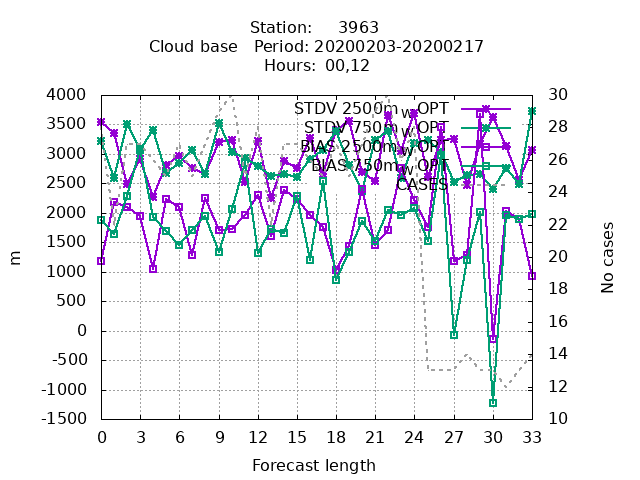 Station: 3963
Cloud base Period: 20200203-20200217
Hours: 00,12
4000
3500
3000
2500
2000
1500
1000
500
0
-500
-1000
-1500
m
STDV 2500m_w_OPT
STDV 750m_w_OPT
BIAS 2500m_w_OPT
BIAS 750m_w_OPT
CASES
30
28
26
24
22
20
18
16
14
12
10
No cases
0 3 6 9 12 15 18 21 24 27 30 33
Forecast length